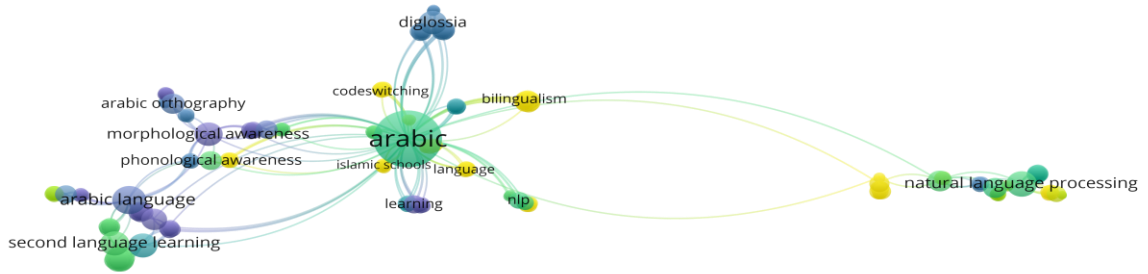 diglossia
codeswitching
bilingualism
arabic orthography
morphological awareness
arabic
phonological awareness
islamic schools
language
natural language processing
arabic language
learning
nlp
second language learning